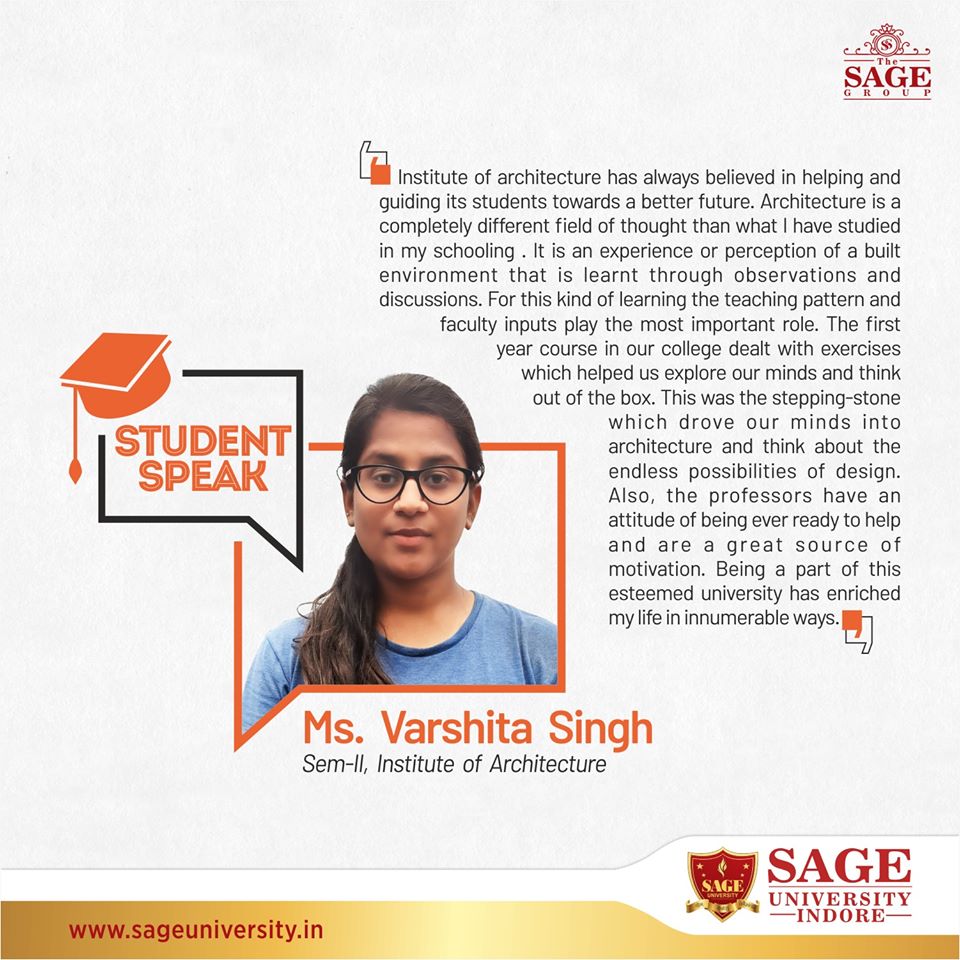 The
SAGE
GROUP
Institute of architecture has always believed in helping and
guiding its students towards a better future. Architecture is a
completely different field of thought than what I have studied
in my schooling . It is an experience or perception of a built
environment that is learnt through observations and
discussions. For this kind of learning the teaching pattern and
faculty inputs play the most important role. The first
year course in our college dealt with exercises
which helped us explore our minds and think
out of the box. This was the stepping-stone
which drove our minds into
architecture and think about the
endless possibilities of design.
Also, the professors have an
attitude of being ever ready to help
and are a great source of
motivation. Being a part of this
esteemed university has enriched
my life in innumerable ways.
STUDENT
SPEAK
Ms. Varshita Singh
Sem-II, Institute of Architecture
SAGE
UNIVERSITY
SAGE
UNIVERSITY
INDORE
www.sageuniversity.in